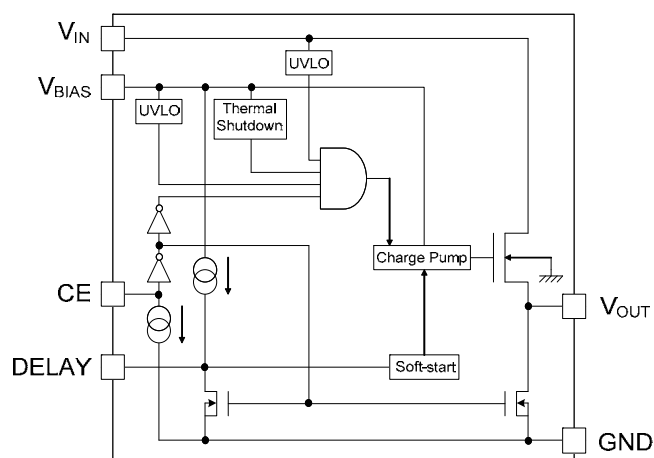 VIN
UVLO
VBIAS
UVLO
Thermal
Shutdown
Charge Pump
CE
VOUT
DELAY
Soft-start
GND